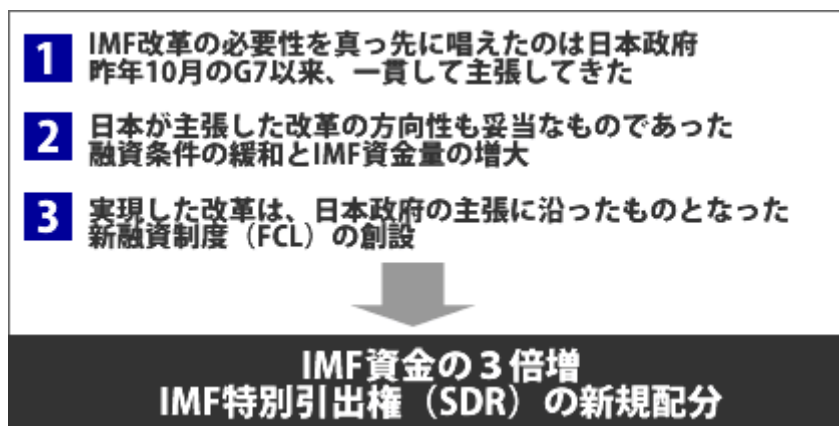 1 IMF改革の必要性を真っ先に唱えたのは日本政府
昨年10月のG7以来、一貫して主張してきた
2 日本が主張した改革の方向性も妥当なものであった
融資条件の緩和とIMF資金量の増大
3 実現した改革は、日本政府の主張に沿ったものとなった
新融資制度（FCL）の創設
IMF資金の３倍増
IMF特別引出権（SDR）の新規配分